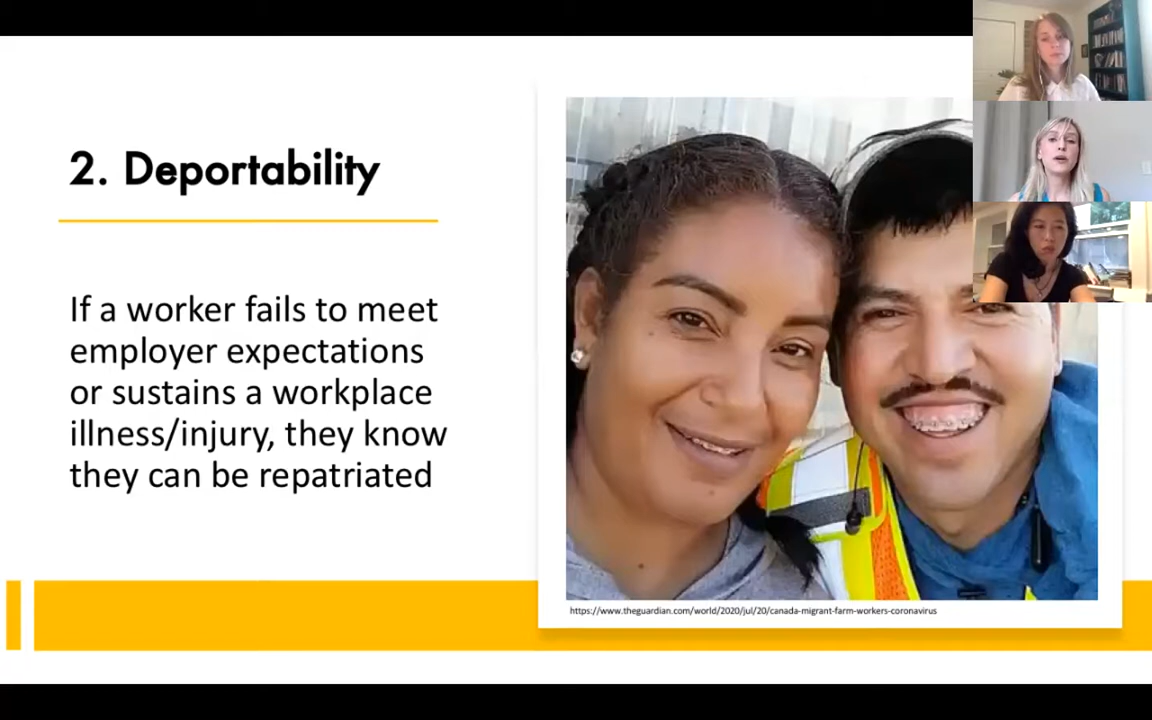 2. Deportability
If a worker fails to meet
employer expectations
or sustains a workplace
illness/injury, they know
they can be repatriated
https://www.theguardian.com/world/2020/jul/20/canada-migrant-farm-workers-coronavirus